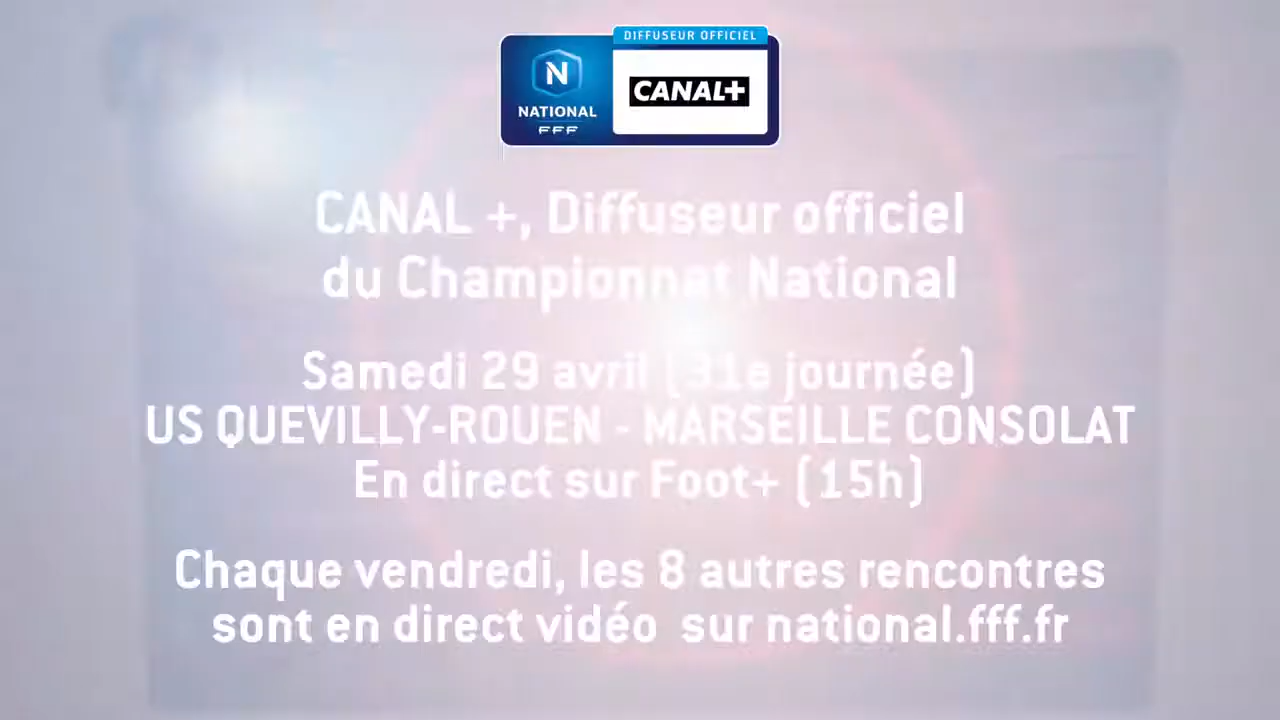 DIFFUSEUR OFFICIEL
N
CANAL+
NATIONAL
FFF
CANAL +, Diffuseur officiel
du Championnat National
Samedi 29 avril (31e journée)
US QUEVILLY-ROUEN - MARSEILLE CONSOLAT
En direct sur Foot+ (15h)
Chaque vendredi, les 8 autres rencontres
sont en direct vidéo sur national.fff.fr